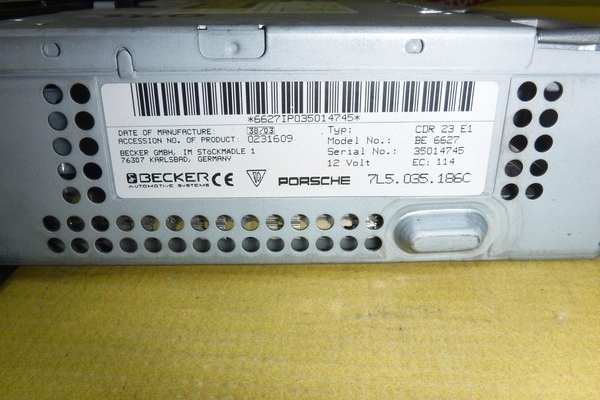 *6627IP035014745*
DATE OF MANUFACTURE: 38/03
ACCESSION NO. OF PRODUCT: 0231609
BECKER GMBH, IM STöCKMADLE 1
76307 KARLSBAD, GERMANY
Typ: CDR 23 E1
Model No.: BE 6627
Serial No.: 35014745
12 Volt EC: 114
BECKER CE PORSCHE 7L5.035.186C
AUTOMOTIVE SYSTEMS